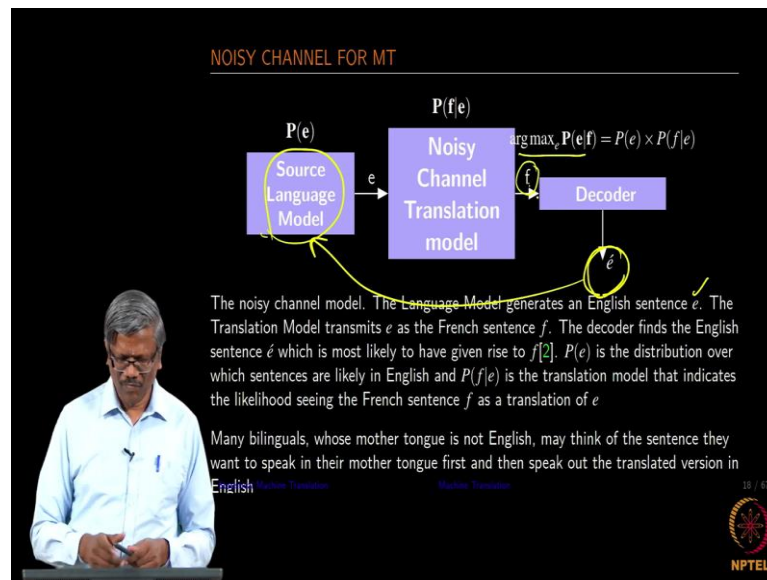 NOISY CHANNEL FOR MT
P(f|e)
P(e)
arg max_e P(e|f) = P(e) × P(f|e)
Source
Language
Model
e
Noisy
Channel
Translation
model
f
Decoder
é
The noisy channel model. The Language Model generates an English sentence e. The
Translation Model transmits e as the French sentence f. The decoder finds the English
sentence é which is most likely to have given rise to f[2]. P(e) is the distribution over
which sentences are likely in English and P(f|e) is the translation model that indicates
the likelihood seeing the French sentence f as a translation of e
Many bilinguals, whose mother tongue is not English, may think of the sentence they
want to speak in their mother tongue first and then speak out the translated version in
English
Machine Translation
Machine Translation
18 / 67
NPTEL